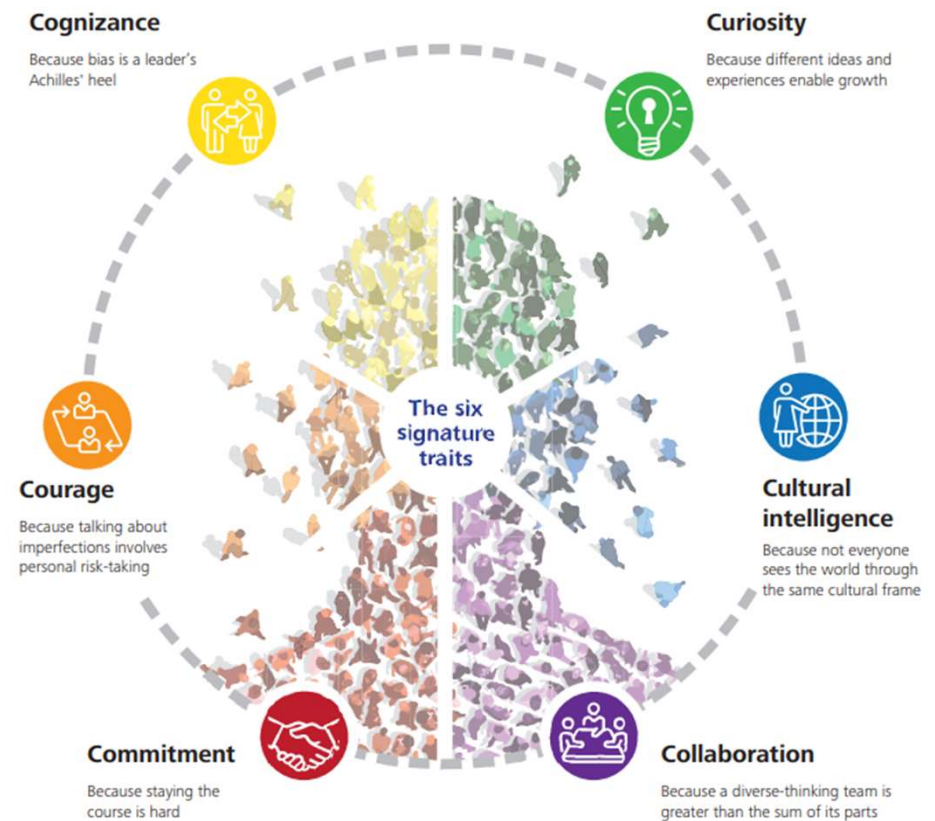 Cognizance
Because bias is a leader's
Achilles' heel
Curiosity
Because different ideas and
experiences enable growth
The six
signature
traits
Courage
Because talking about
imperfections involves
personal risk-taking
Cultural
intelligence
Because not everyone
sees the world through
the same cultural frame
Commitment
Because staying the
course is hard
Collaboration
Because a diverse-thinking team is
greater than the sum of its parts